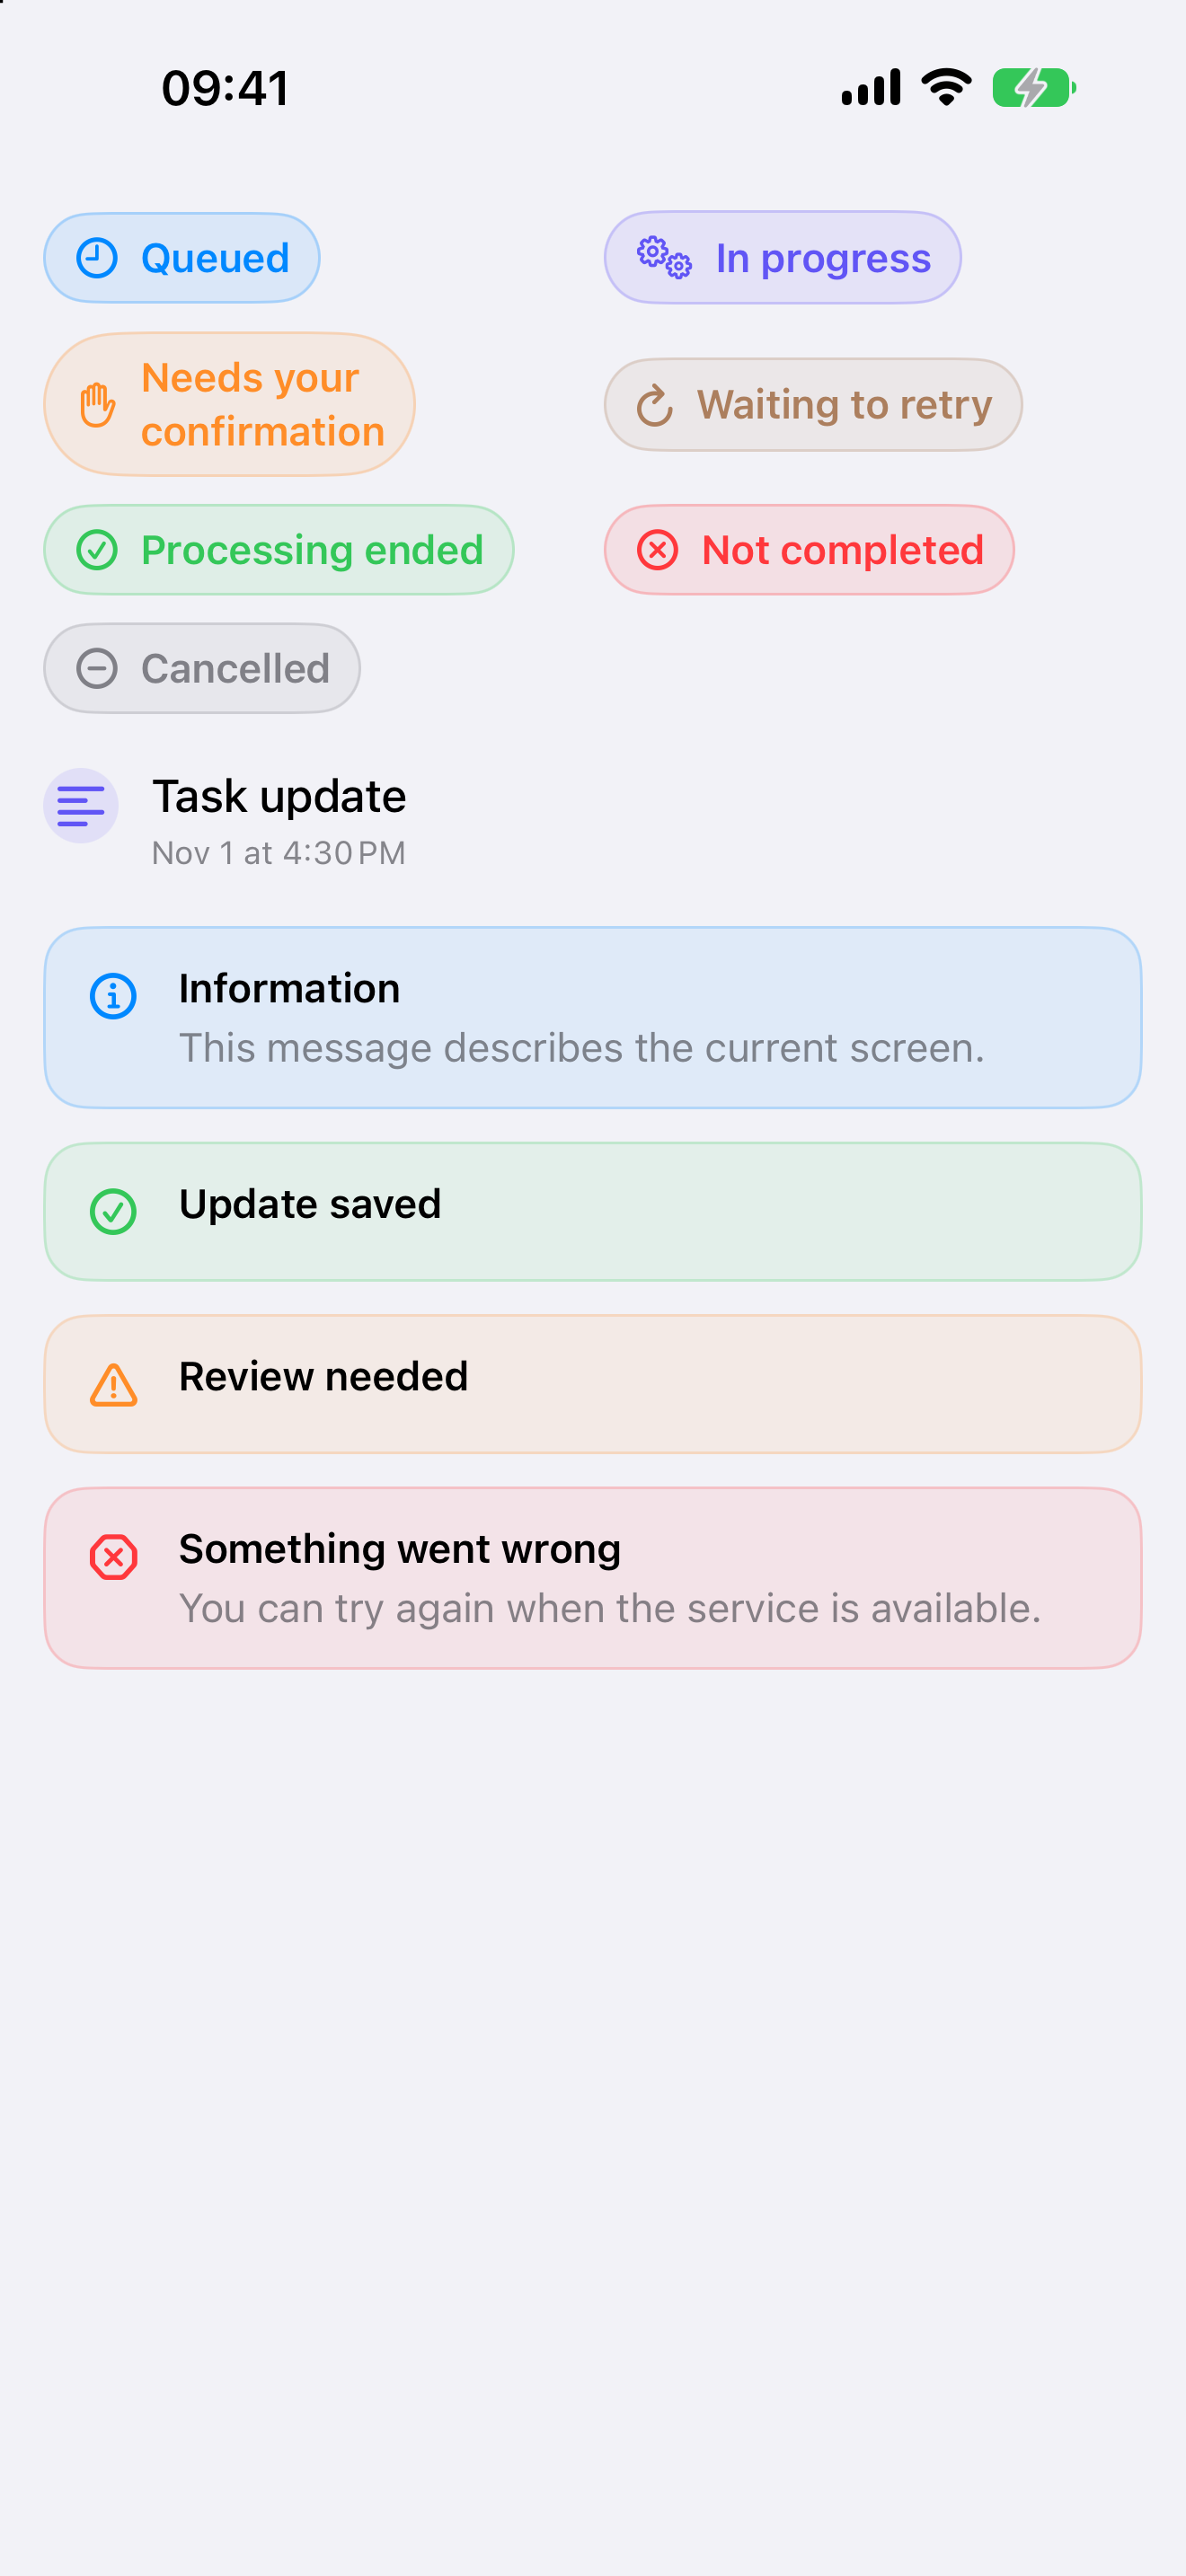 09:41
Queued
In progress
Needs your
confirmation
Waiting to retry
Processing ended
Not completed
Cancelled
Task update
Nov 1 at 4:30 PM
Information
This message describes the current screen.
Update saved
Review needed
Something went wrong
You can try again when the service is available.